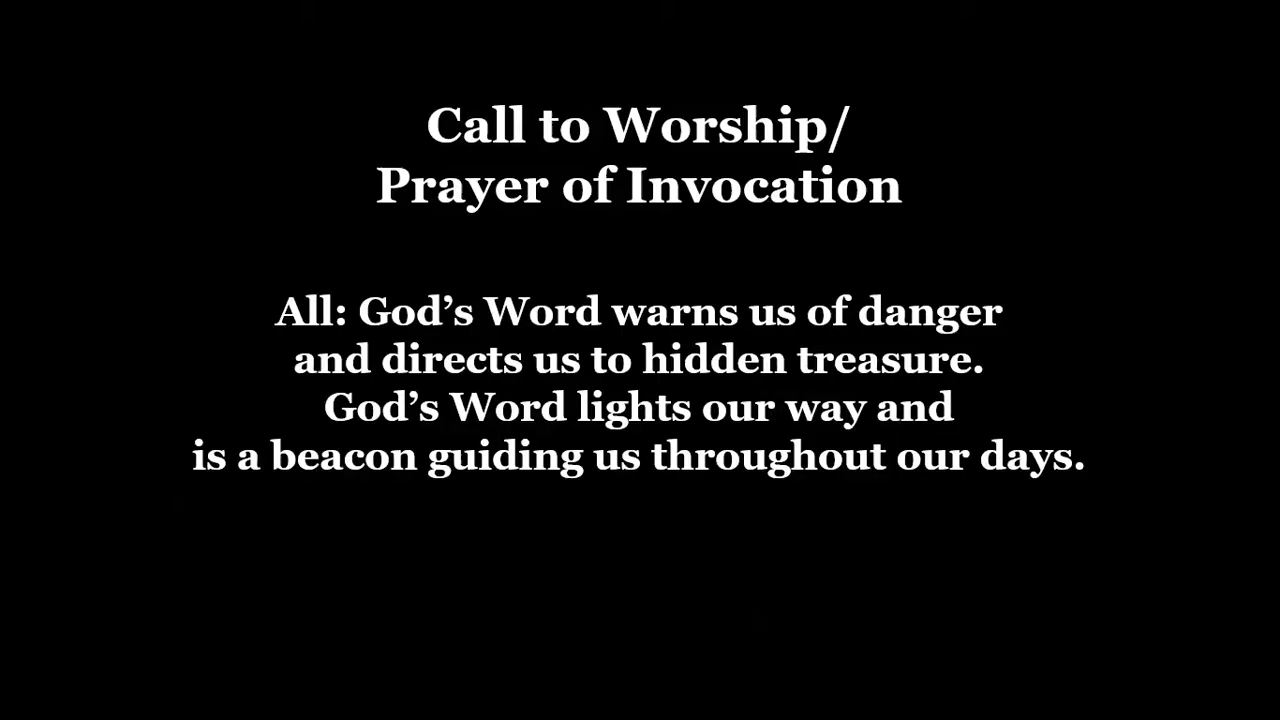 Call to Worship/
Prayer of Invocation
All: God’s Word warns us of danger
and directs us to hidden treasure.
God’s Word lights our way and
is a beacon guiding us throughout our days.